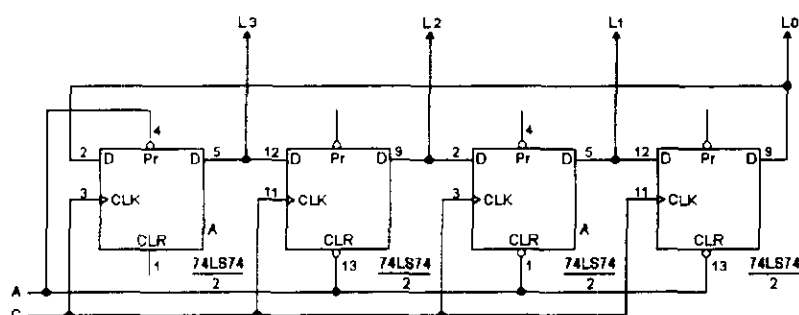 L3 L2 L1 L0
4 4
2 D Pr D 5 12 D Pr D 9 2 D Pr D 5 12 D Pr D 9
3 CLK 11 CLK 3 CLK 11 CLK
CLR A CLR CLR A CLR
1 74LS74 13 74LS74 1 74LS74 13 74LS74
2 2 2 2
A
C